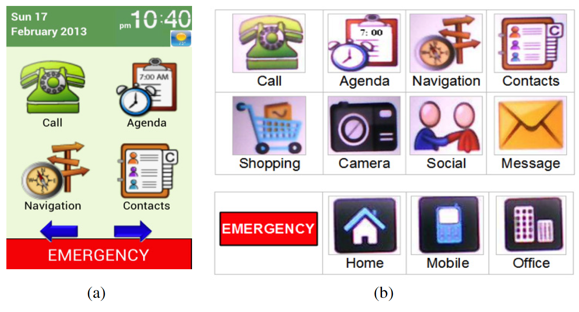 Sun 17
February 2013
pm 10:40
7:00 AM
Call
Agenda
C
Navigation
Contacts
EMERGENCY
(a)
7: 00
C
Call
Agenda
Navigation
Contacts
Shopping
Camera
Social
Message
EMERGENCY
Home
Mobile
Office
(b)